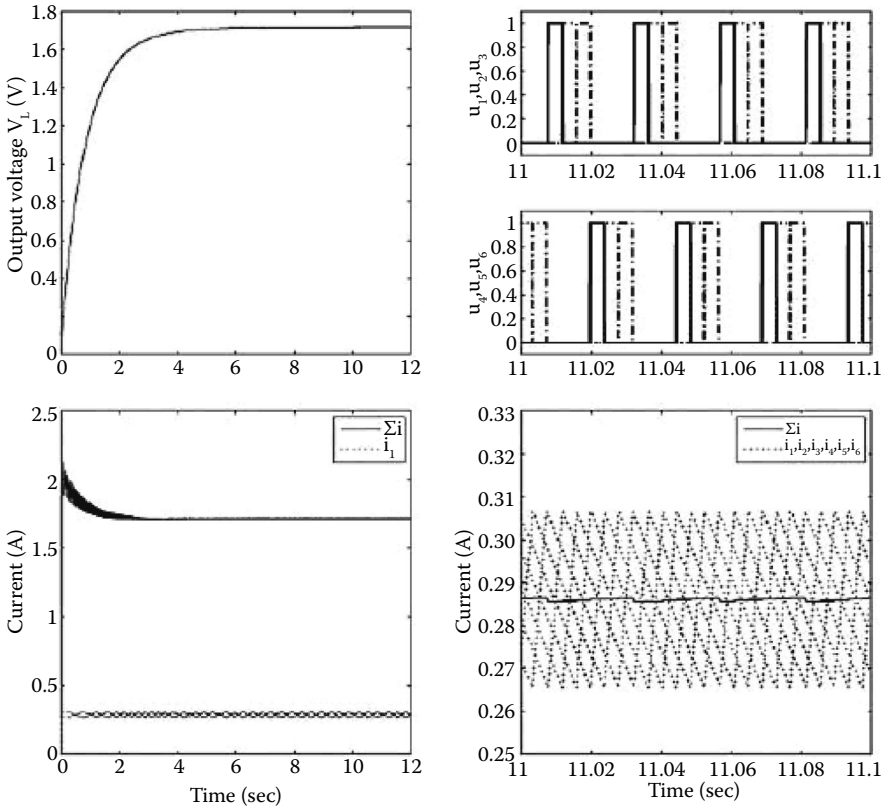 Output voltage V_L (V)
1.8
1.6
1.4
1.2
1
0.8
0.6
0.4
0.2
0
0 2 4 6 8 10 12
u_1,u_2,u_3
1
0.8
0.6
0.4
0.2
0
11 11.02 11.04 11.06 11.08 11.1
u_4,u_5,u_6
1
0.8
0.6
0.4
0.2
0
11 11.02 11.04 11.06 11.08 11.1
Current (A)
2.5
2
1.5
1
0.5
0
Σi
i_1
0 2 4 6 8 10 12
Time (sec)
Current (A)
0.33
0.32
0.31
0.30
0.29
0.28
0.27
0.26
0.25
Σi
i_1,i_2,i_3,i_4,i_5,i_6
11 11.02 11.04 11.06 11.08 11.1
Time (sec)